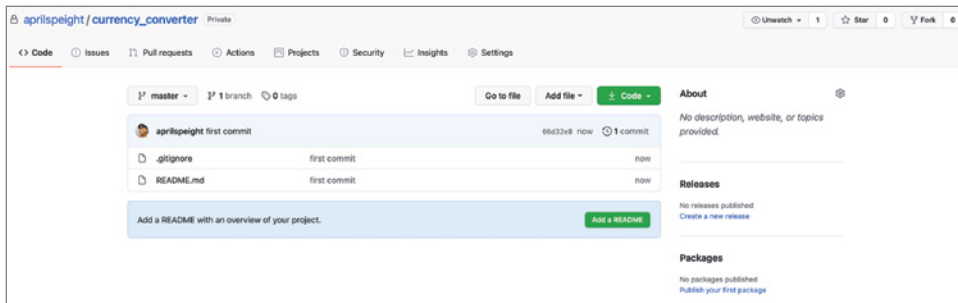 aprilspeight / currency_converter Private
Unwatch 1 Star 0 Fork 0
Code Issues Pull requests Actions Projects Security Insights Settings
master 1 branch 0 tags Go to file Add file Code
aprilspeight first commit 66d32e8 now 1 commit
.gitignore first commit now
README.md first commit now
Add a README with an overview of your project. Add a README
About
No description, website, or topics
provided.
Releases
No releases published
Create a new release
Packages
No packages published
Publish your first package